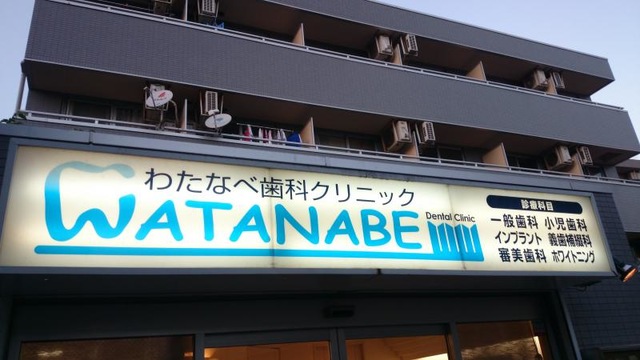 わたなべ歯科クリニック
WATANABE
Dental Clinic
診療科目
一般歯科 小児歯科
インプラント 義歯補綴科
審美歯科 ホワイトニング